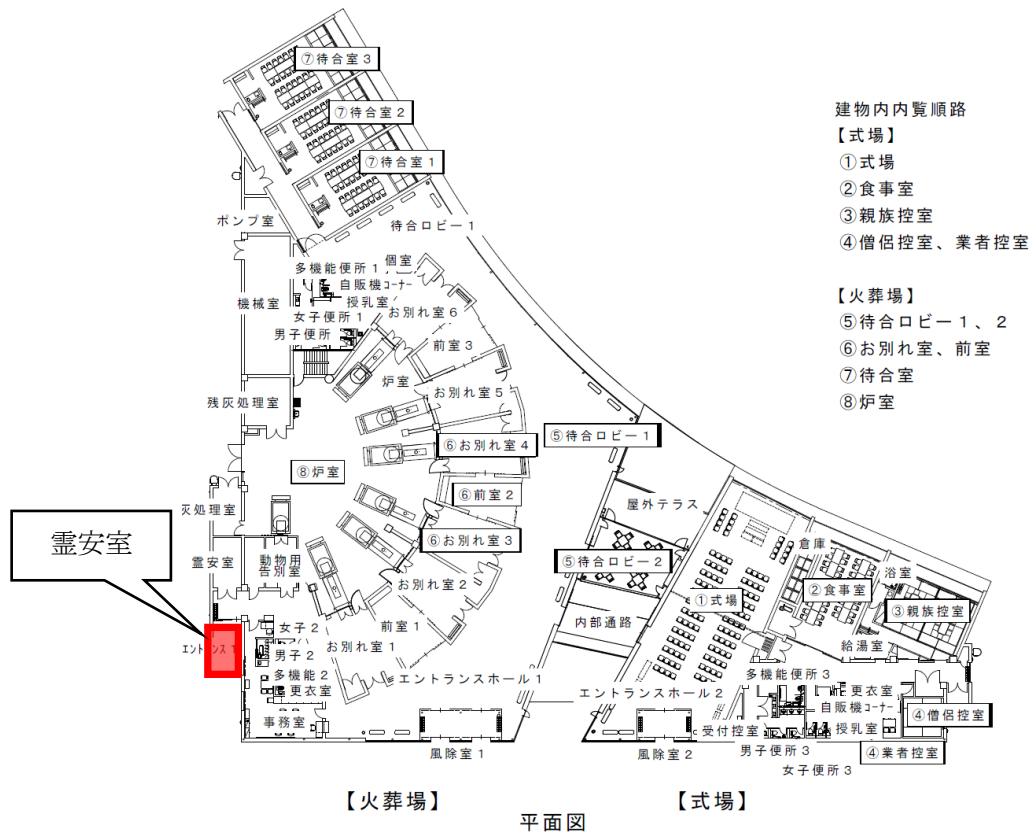 ⑦待合室３
⑦待合室２
⑦待合室１
待合ロビー１
ポンプ室
機械室
多機能便所１
個室
自販機コーナー
授乳室
女子便所１
男子便所
お別れ室６
前室３
炉室
お別れ室５
残灰処理室
⑥お別れ室４
⑤待合ロビー１
⑧炉室
⑥前室２
灰処理室
⑥お別れ室３
屋外テラス
霊安室
霊安室
動物用
告別室
お別れ室２
⑤待合ロビー２
①式場
倉庫
②食事室
浴室
③親族控室
エントランス１
女子２
前室１
内部通路
給湯室
男子２
お別れ室１
多機能２
更衣室
エントランスホール１
エントランスホール２
多機能便所３
更衣室
自販機コーナー
④僧侶控室
事務室
受付控室
授乳室
風除室１
風除室２
男子便所３
④業者控室
女子便所３
【火葬場】
【式場】
平面図
建物内内覧順路
【式場】
①式場
②食事室
③親族控室
④僧侶控室、業者控室
【火葬場】
⑤待合ロビー１、２
⑥お別れ室、前室
⑦待合室
⑧炉室